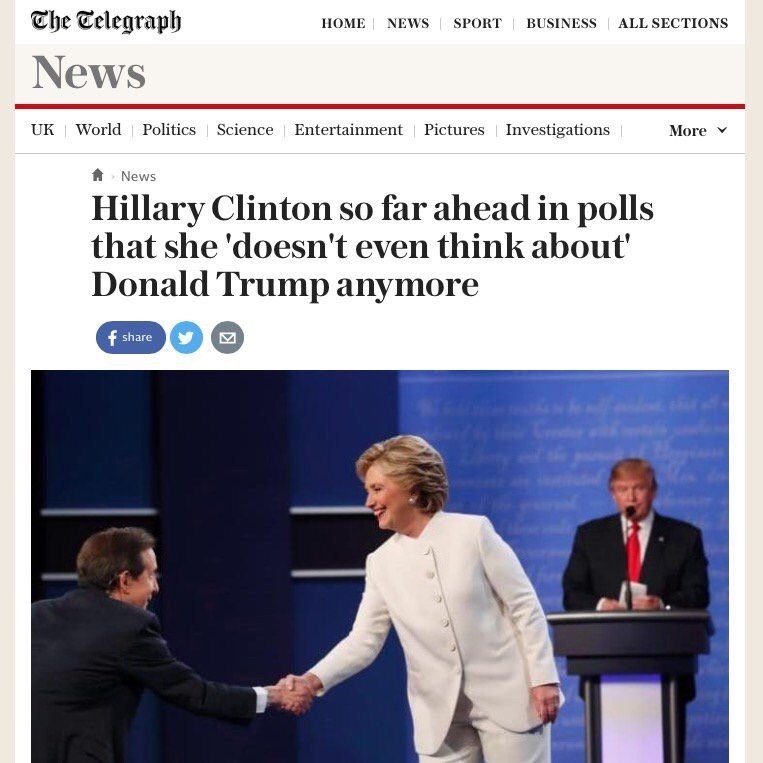 The Telegraph
HOME NEWS SPORT BUSINESS ALL SECTIONS
News
UK World Politics Science Entertainment Pictures Investigations More
News
Hillary Clinton so far ahead in polls
that she 'doesn't even think about'
Donald Trump anymore
share